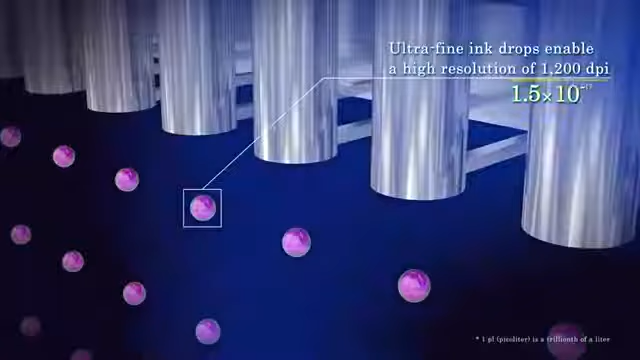 Ultra-fine ink drops enable
a high resolution of 1,200 dpi
1.5×10
* 1 pl (picoliter) is a trillionth of a liter